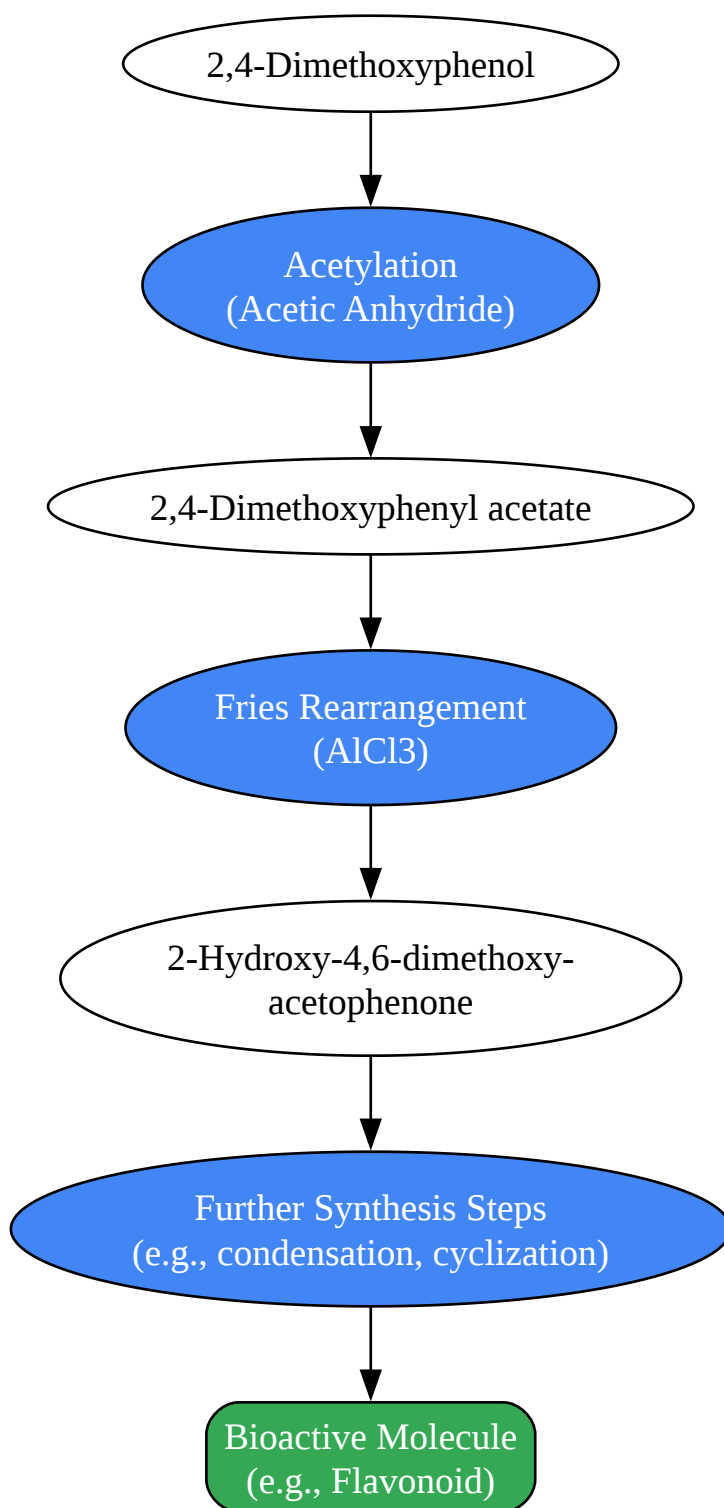 2,4-Dimethoxyphenol
Acetylation
(Acetic Anhydride)
2,4-Dimethoxyphenyl acetate
Fries Rearrangement
(AlCl3)
2-Hydroxy-4,6-dimethoxy-
acetophenone
Further Synthesis Steps
(e.g., condensation, cyclization)
Bioactive Molecule
(e.g., Flavonoid)